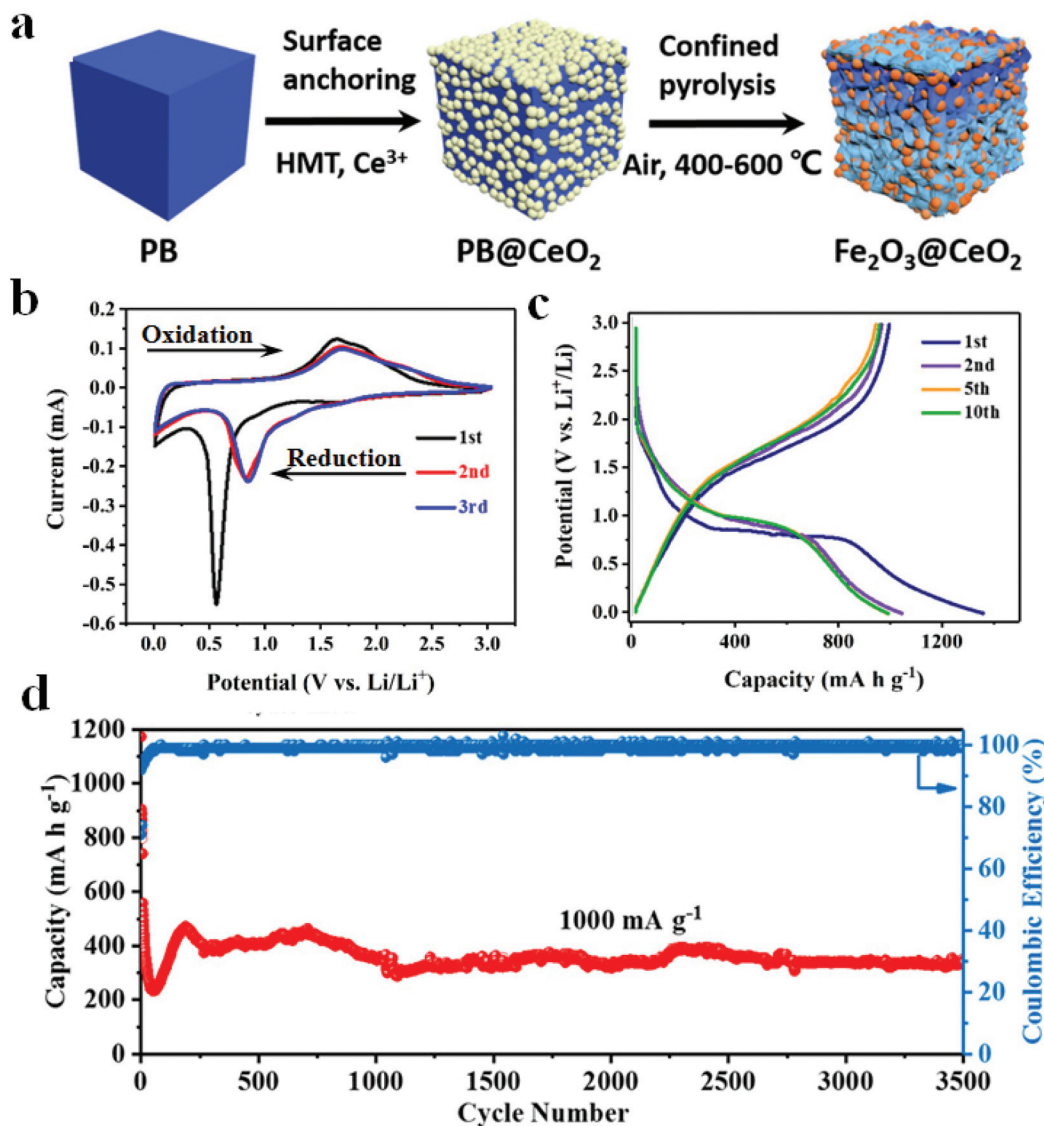 a
Surface
anchoring
HMT, Ce³⁺
Confined
pyrolysis
Air, 400-600 ℃
PB
PB@CeO₂
Fe₂O₃@CeO₂
b
0.2
0.1
0.0
-0.1
-0.2
-0.3
-0.4
-0.5
-0.6
Current (mA)
Oxidation
Reduction
1st
2nd
3rd
0.0
0.5
1.0
1.5
2.0
2.5
3.0
Potential (V vs. Li/Li⁺)
c
3.0
2.5
2.0
1.5
1.0
0.5
0.0
Potential (V vs. Li⁺/Li)
1st
2nd
5th
10th
0
400
800
1200
Capacity (mA h g⁻¹)
d
1200
1000
800
600
400
200
0
Capacity (mA h g⁻¹)
1000 mA g⁻¹
100
80
60
40
20
0
Coulombic Efficiency (%)
0
500
1000
1500
2000
2500
3000
3500
Cycle Number